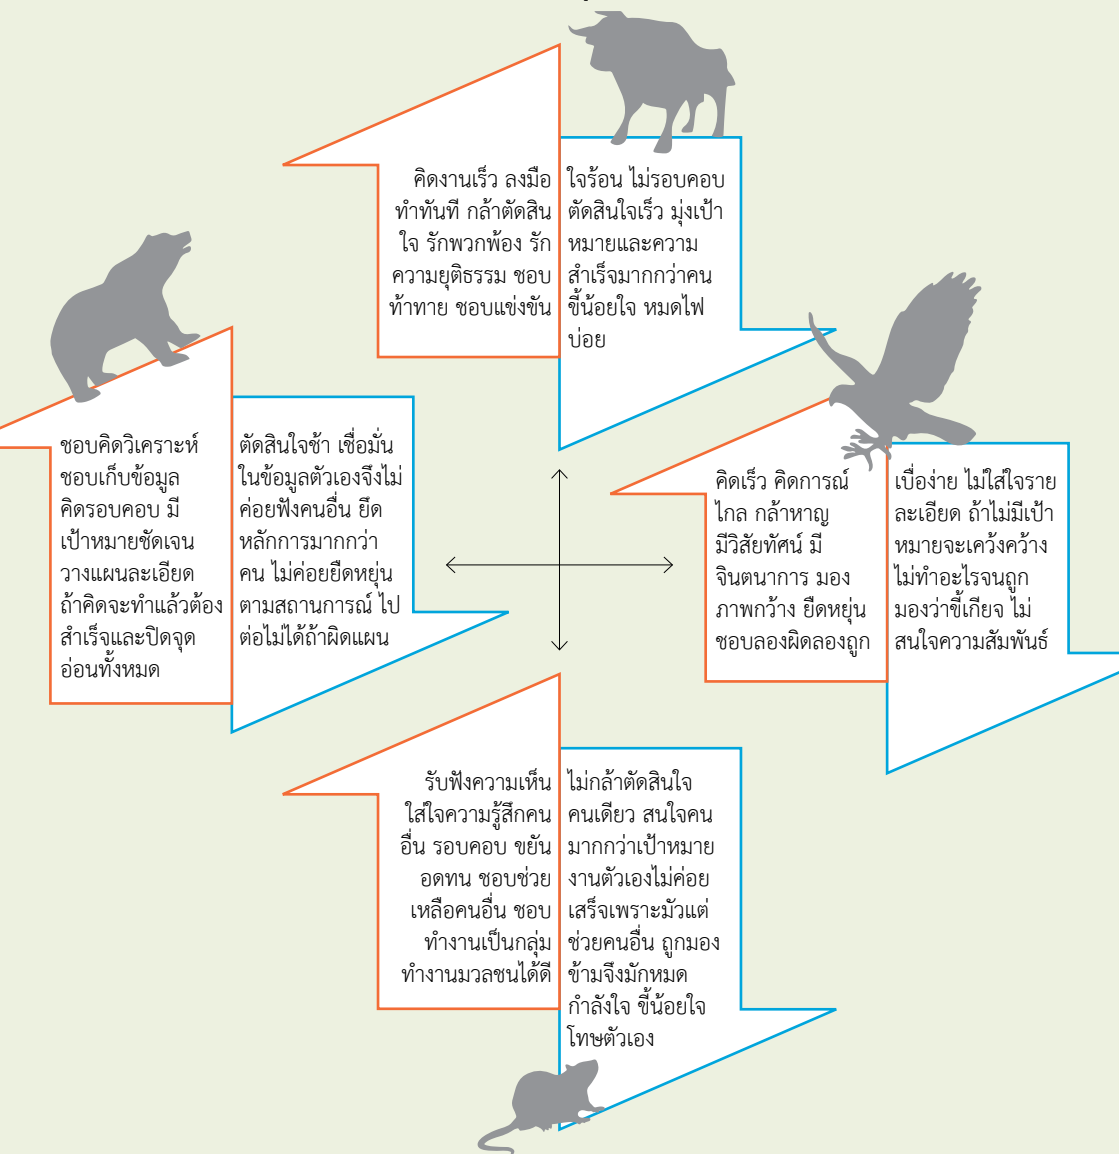 คิดงานเร็ว ลงมือ
ทำทันที กล้าตัดสิน
ใจ รักพวกพ้อง รัก
ความยุติธรรม ชอบ
ท้าทาย ชอบแข่งขัน
ใจร้อน ไม่รอบคอบ
ตัดสินใจเร็ว มุ่งเป้า
หมายและความ
สำเร็จมากกว่าคน
ขี้น้อยใจ หมดไฟ
บ่อย
ชอบคิดวิเคราะห์
ชอบเก็บข้อมูล
คิดรอบคอบ มี
เป้าหมายชัดเจน
วางแผนละเอียด
ถ้าคิดจะทำแล้วต้อง
สำเร็จและปิดจุด
อ่อนทั้งหมด
ตัดสินใจช้า เชื่อมั่น
ในข้อมูลตัวเองจึงไม่
ค่อยฟังคนอื่น ยึด
หลักการมากกว่า
คน ไม่ค่อยยืดหยุ่น
ตามสถานการณ์ ไป
ต่อไม่ได้ถ้าผิดแผน
คิดเร็ว คิดการณ์
ไกล กล้าหาญ
มีวิสัยทัศน์ มี
จินตนาการ มอง
ภาพกว้าง ยืดหยุ่น
ชอบลองผิดลองถูก
เบื่อง่าย ไม่ใส่ใจราย
ละเอียด ถ้าไม่มีเป้า
หมายจะเคว้งคว้าง
ไม่ทำอะไรจนถูก
มองว่าขี้เกียจ ไม่
สนใจความสัมพันธ์
รับฟังความเห็น
ใส่ใจความรู้สึกคน
อื่น รอบคอบ ขยัน
อดทน ชอบช่วย
เหลือคนอื่น ชอบ
ทำงานเป็นกลุ่ม
ทำงานมวลชนได้ดี
ไม่กล้าตัดสินใจ
คนเดียว สนใจคน
มากกว่าเป้าหมาย
งานตัวเองไม่ค่อย
เสร็จเพราะมัวแต่
ช่วยคนอื่น ถูกมอง
ข้ามจึงมักหมด
กำลังใจ ขี้น้อยใจ
โทษตัวเอง